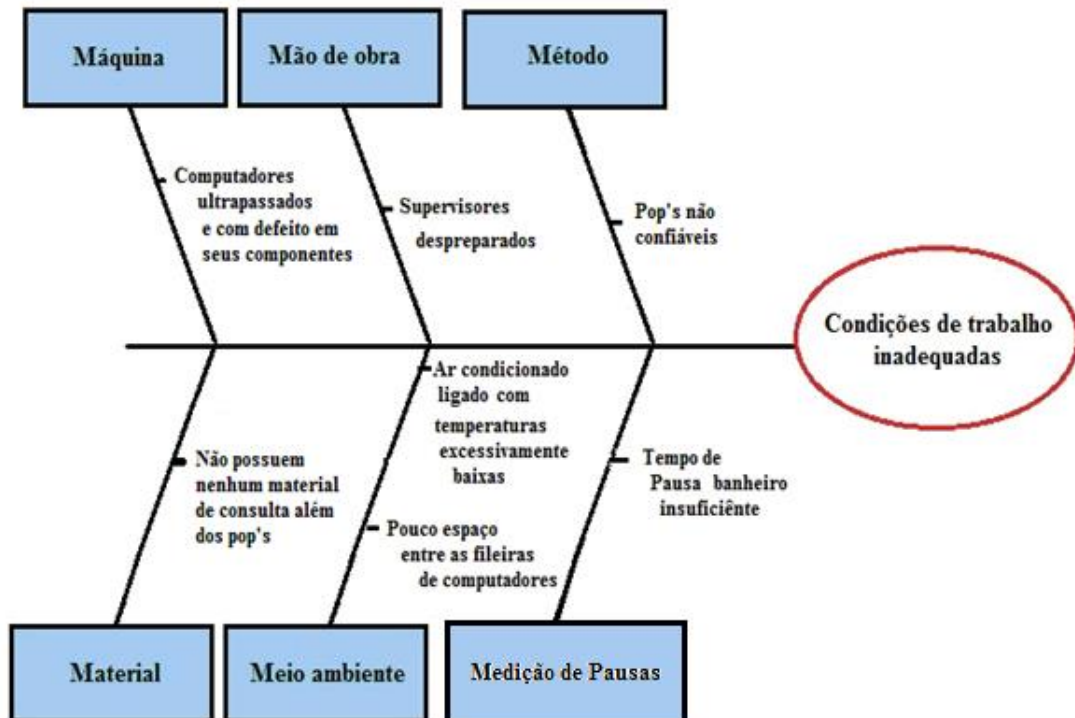 Máquina
Mão de obra
Método
Computadores
ultrapassados
e com defeito em
seus componentes
Supervisores
despreparados
Pop's não
confiáveis
Condições de trabalho
inadequadas
Ar condicionado
ligado com
temperaturas
excessivamente
baixas
Não possuem
nenhum material
de consulta além
dos pop's
Pouco espaço
entre as fileiras
de computadores
Tempo de
Pausa banheiro
insuficiênte
Material
Meio ambiente
Medição de Pausas